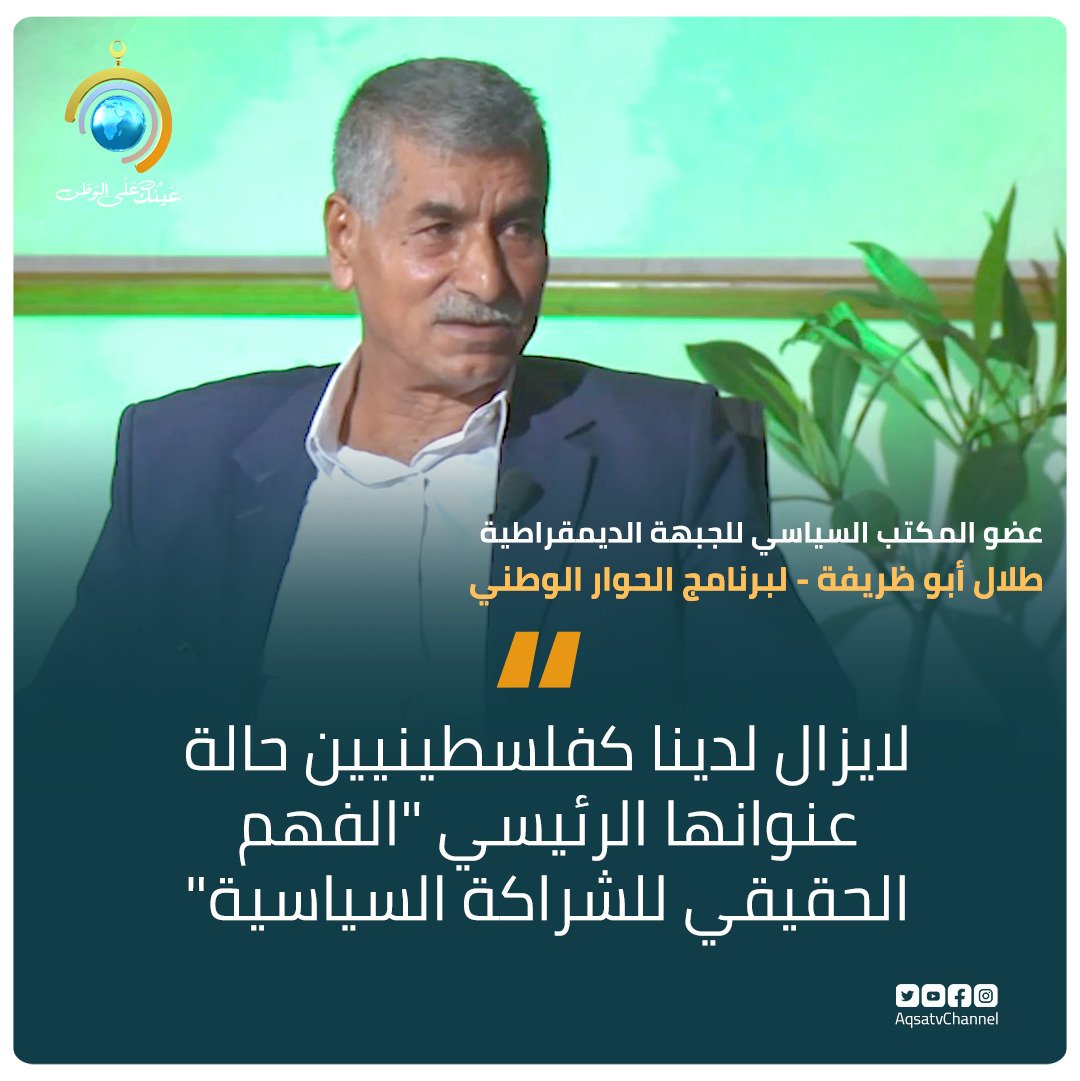 عينك على الوطن
عضو المكتب السياسي للجبهة الديمقراطية
طلال أبو ظريفة - لبرنامج الحوار الوطني
لايزال لدينا كفلسطينيين حالة
عنوانها الرئيسي "الفهم
الحقيقي للشراكة السياسية"
AqsatvChannel